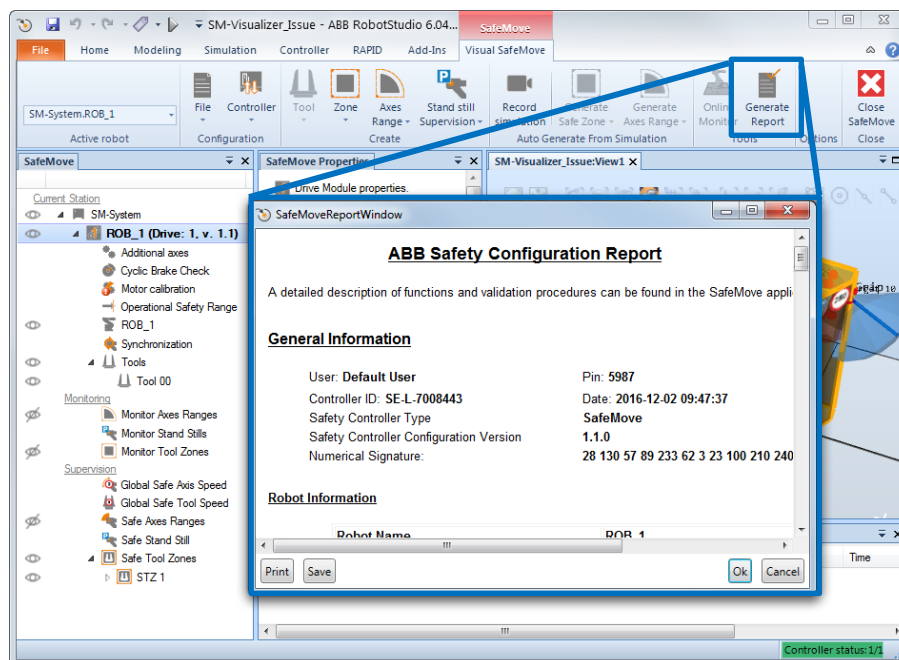 SM-Visualizer_Issue - ABB RobotStudio 6.04...
SafeMove
File Home Modeling Simulation Controller RAPID Add-Ins Visual SafeMove
SM-System.ROB_1
File Controller Tool Zone Axes Range Stand still Supervision Record simulation Generate Safe Zone Generate Axes Range Online Monitor Generate Report Close SafeMove
Active robot Configuration Create Auto Generate From Simulation Tools Options Close
SafeMove SafeMove Properties SM-Visualizer_Issue:View1
Drive Module properties.
Current Station
SM-System
ROB_1 (Drive: 1, v. 1.1)
Additional axes
Cyclic Brake Check
Motor calibration
Operational Safety Range
ROB_1
Synchronization
Tools
Tool 00
Monitoring
Monitor Axes Ranges
Monitor Stand Stills
Monitor Tool Zones
Supervision
Global Safe Axis Speed
Global Safe Tool Speed
Safe Axes Ranges
Safe Stand Still
Safe Tool Zones
STZ 1
SafeMoveReportWindow
ABB Safety Configuration Report
A detailed description of functions and validation procedures can be found in the SafeMove appli
General Information
User: Default User Pin: 5987
Controller ID: SE-L-7008443 Date: 2016-12-02 09:47:37
Safety Controller Type SafeMove
Safety Controller Configuration Version 1.1.0
Numerical Signature: 28 130 57 89 233 62 3 23 100 210 240
Robot Information
Robot Name ROB_1
Print Save Ok Cancel
Time
Controller status:1/1